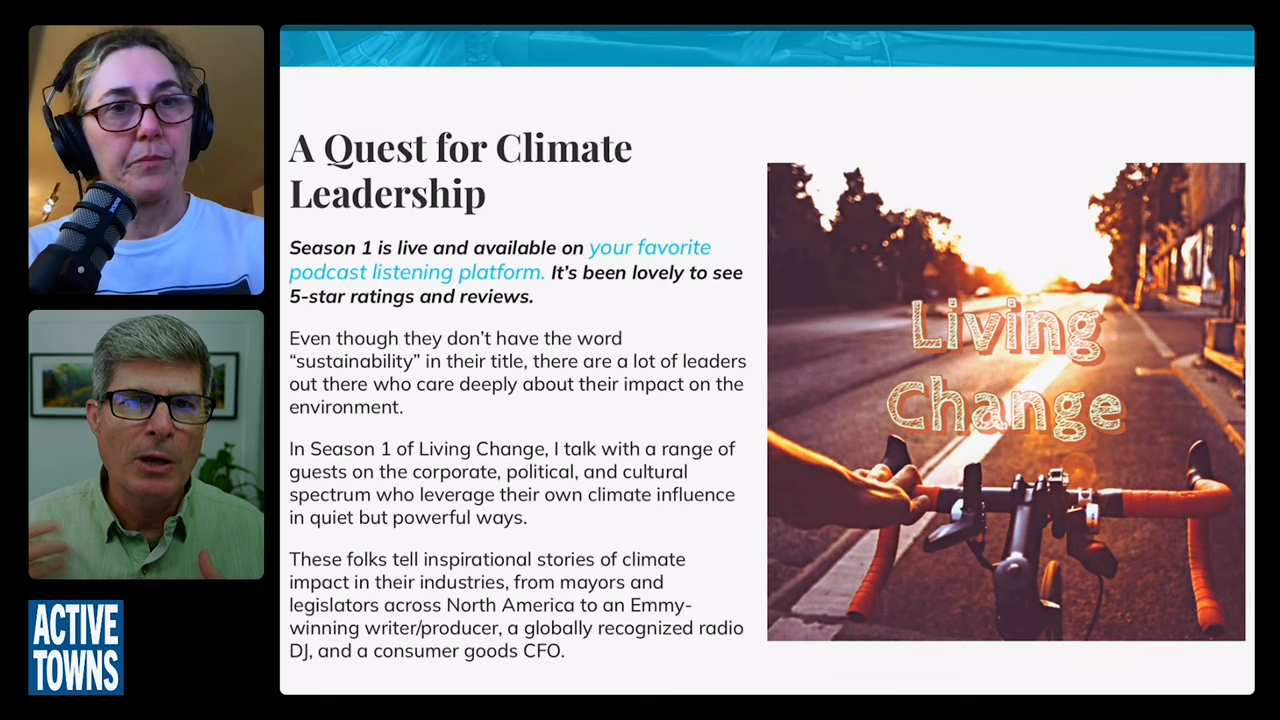 A Quest for Climate
Leadership
Season 1 is live and available on your favorite
podcast listening platform. It’s been lovely to see
5-star ratings and reviews.
Even though they don’t have the word
“sustainability” in their title, there are a lot of leaders
out there who care deeply about their impact on the
environment.
In Season 1 of Living Change, I talk with a range of
guests on the corporate, political, and cultural
spectrum who leverage their own climate influence
in quiet but powerful ways.
These folks tell inspirational stories of climate
impact in their industries, from mayors and
legislators across North America to an Emmy-
winning writer/producer, a globally recognized radio
DJ, and a consumer goods CFO.
Living
Change
ACTIVE
TOWNS